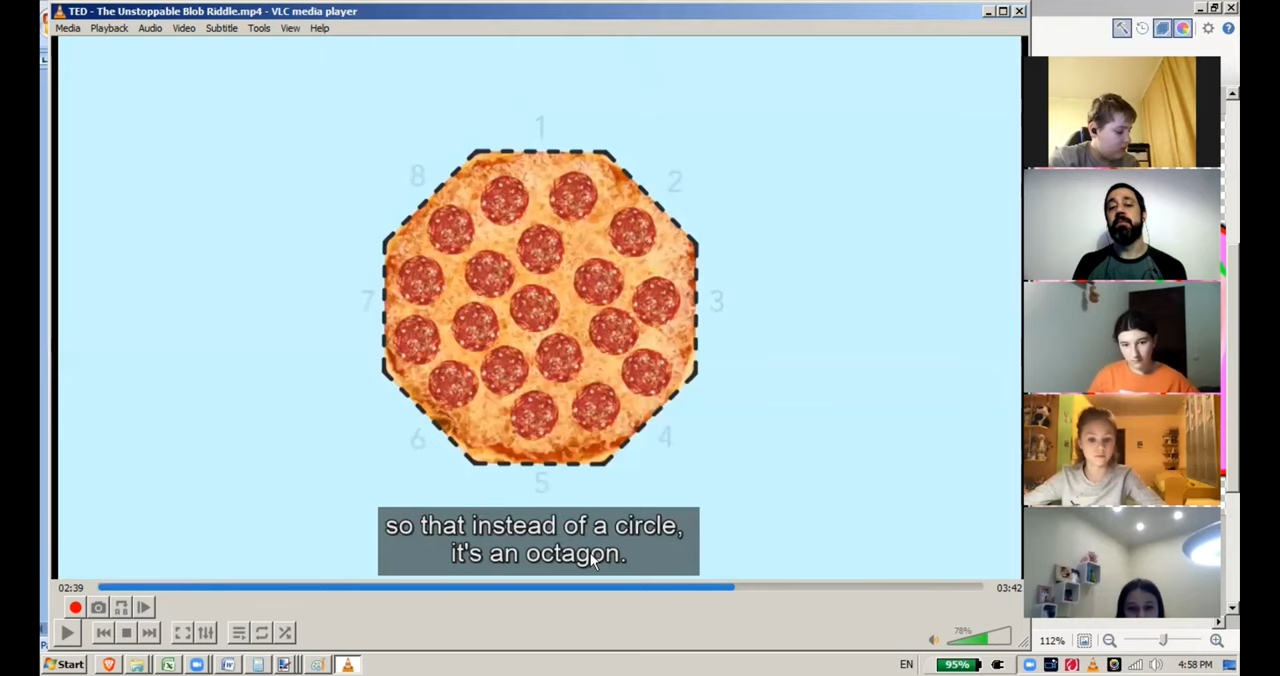 TED - The Unstoppable Blob Riddle.mp4 - VLC media player
Media Playback Audio Video Subtitle Tools View Help
1
8
2
7
3
6
4
5
so that instead of a circle,
it's an octagon.
02:39
03:42
78%
112%
Start
EN
95%
4:58 PM